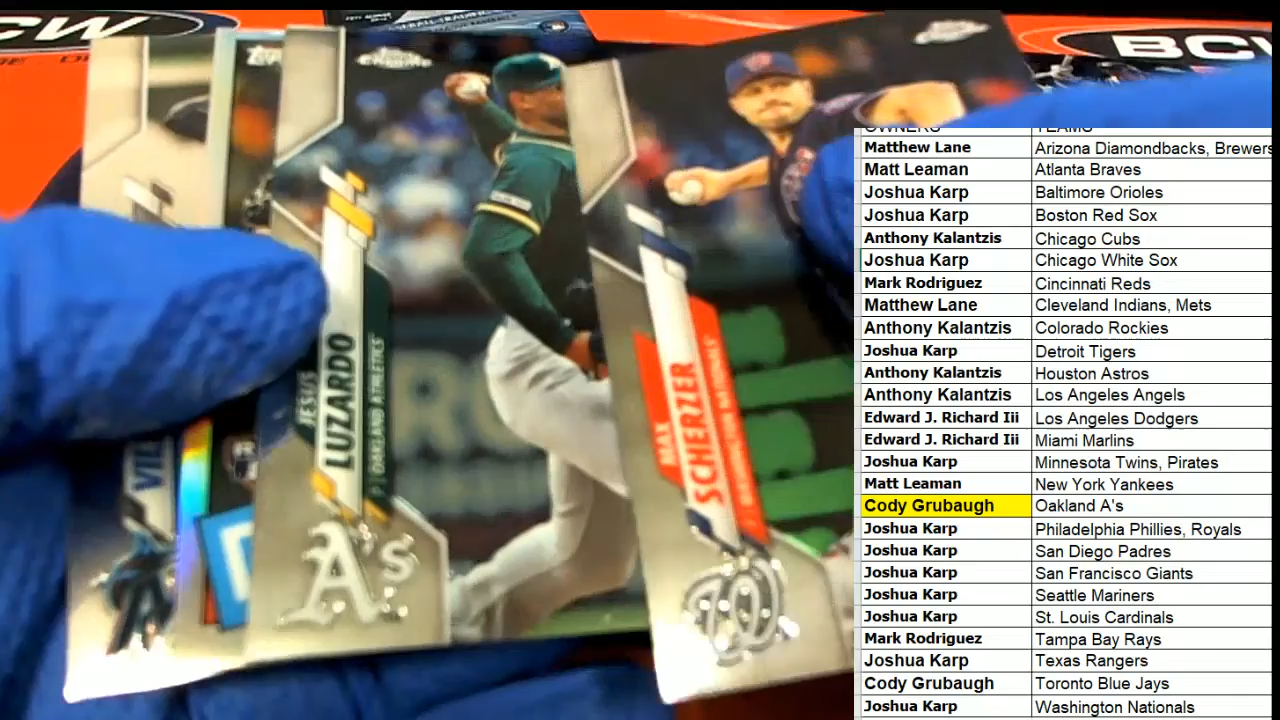 CW
BCW
Topps
Chrome
JESUS
LUZARDO
OAKLAND ATHLETICS
A's
MAX
SCHERZER
WASHINGTON NATIONALS
W
VIL
OWNERS TEAMS
Matthew Lane Arizona Diamondbacks, Brewers
Matt Leaman Atlanta Braves
Joshua Karp Baltimore Orioles
Joshua Karp Boston Red Sox
Anthony Kalantzis Chicago Cubs
Joshua Karp Chicago White Sox
Mark Rodriguez Cincinnati Reds
Matthew Lane Cleveland Indians, Mets
Anthony Kalantzis Colorado Rockies
Joshua Karp Detroit Tigers
Anthony Kalantzis Houston Astros
Anthony Kalantzis Los Angeles Angels
Edward J. Richard Iii Los Angeles Dodgers
Edward J. Richard Iii Miami Marlins
Joshua Karp Minnesota Twins, Pirates
Matt Leaman New York Yankees
Cody Grubaugh Oakland A's
Joshua Karp Philadelphia Phillies, Royals
Joshua Karp San Diego Padres
Joshua Karp San Francisco Giants
Joshua Karp Seattle Mariners
Joshua Karp St. Louis Cardinals
Mark Rodriguez Tampa Bay Rays
Joshua Karp Texas Rangers
Cody Grubaugh Toronto Blue Jays
Joshua Karp Washington Nationals